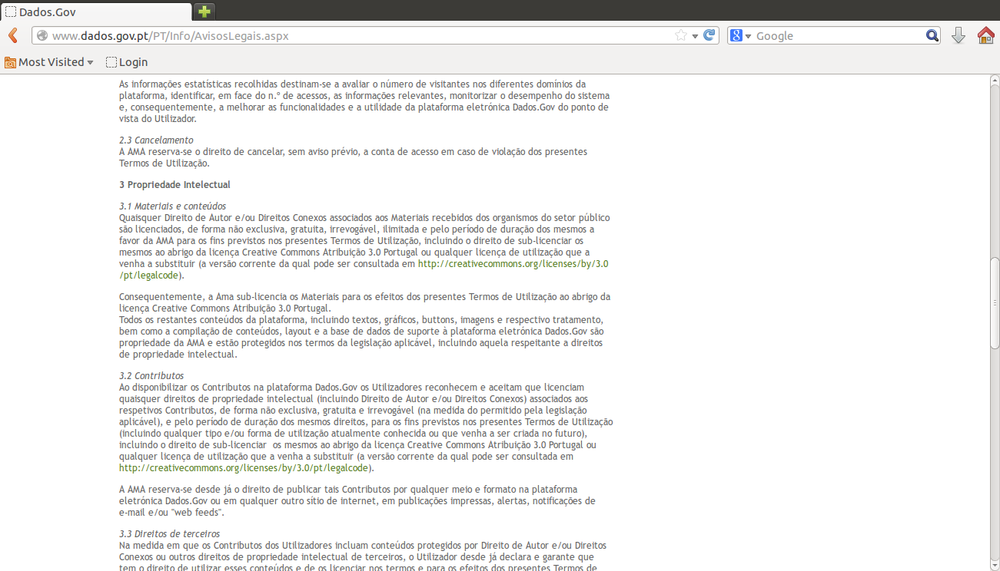 Dados.Gov
www.dados.gov.pt/PT/Info/AvisosLegais.aspx
8
Google
Most Visited
Login
As informações estatísticas recolhidas destinam-se a avaliar o número de visitantes nos diferentes domínios da
plataforma, identificar, em face do n.º de acessos, as informações relevantes, monitorizar o desempenho do sistema
e, consequentemente, a melhorar as funcionalidades e a utilidade da plataforma eletrónica Dados.Gov do ponto de
vista do Utilizador.
2.3 Cancelamento
A AMA reserva-se o direito de cancelar, sem aviso prévio, a conta de acesso em caso de violação dos presentes
Termos de Utilização.
3 Propriedade Intelectual
3.1 Materiais e conteúdos
Quaisquer Direito de Autor e/ou Direitos Conexos associados aos Materiais recebidos dos organismos do setor público
são licenciados, de forma não exclusiva, gratuita, irrevogável, ilimitada e pelo período de duração dos mesmos a
favor da AMA para os fins previstos nos presentes Termos de Utilização, incluindo o direito de sub-licenciar os
mesmos ao abrigo da licença Creative Commons Atribuição 3.0 Portugal ou qualquer licença de utilização que a
venha a substituir (a versão corrente da qual pode ser consultada em http://creativecommons.org/licenses/by/3.0
/pt/legalcode).
Consequentemente, a Ama sub-licencia os Materiais para os efeitos dos presentes Termos de Utilização ao abrigo da
licença Creative Commons Atribuição 3.0 Portugal.
Todos os restantes conteúdos da plataforma, incluindo textos, gráficos, buttons, imagens e respectivo tratamento,
bem como a compilação de conteúdos, layout e a base de dados de suporte à plataforma eletrónica Dados.Gov são
propriedade da AMA e estão protegidos nos termos da legislação aplicável, incluindo aquela respeitante a direitos
de propriedade intelectual.
3.2 Contributos
Ao disponibilizar os Contributos na plataforma Dados.Gov os Utilizadores reconhecem e aceitam que licenciam
quaisquer direitos de propriedade intelectual (incluindo Direito de Autor e/ou Direitos Conexos) associados aos
respetivos Contributos, de forma não exclusiva, gratuita e irrevogável (na medida do permitido pela legislação
aplicável), e pelo período de duração dos mesmos direitos, para os fins previstos nos presentes Termos de Utilização
(incluindo qualquer tipo e/ou forma de utilização atualmente conhecida ou que venha a ser criada no futuro),
incluindo o direito de sub-licenciar os mesmos ao abrigo da licença Creative Commons Atribuição 3.0 Portugal ou
qualquer licença de utilização que a venha a substituir (a versão corrente da qual pode ser consultada em
http://creativecommons.org/licenses/by/3.0/pt/legalcode).
A AMA reserva-se desde já o direito de publicar tais Contributos por qualquer meio e formato na plataforma
eletrónica Dados.Gov ou em qualquer outro sítio de internet, em publicações impressas, alertas, notificações de
e-mail e/ou "web feeds".
3.3 Direitos de terceiros
Na medida em que os Contributos dos Utilizadores incluam conteúdos protegidos por Direito de Autor e/ou Direitos
Conexos ou outros direitos de propriedade intelectual de terceiros, o Utilizador desde já declara e garante que
tem o direito de utilizar esses conteúdos e de os licenciar nos termos e para os efeitos dos presentes Termos de